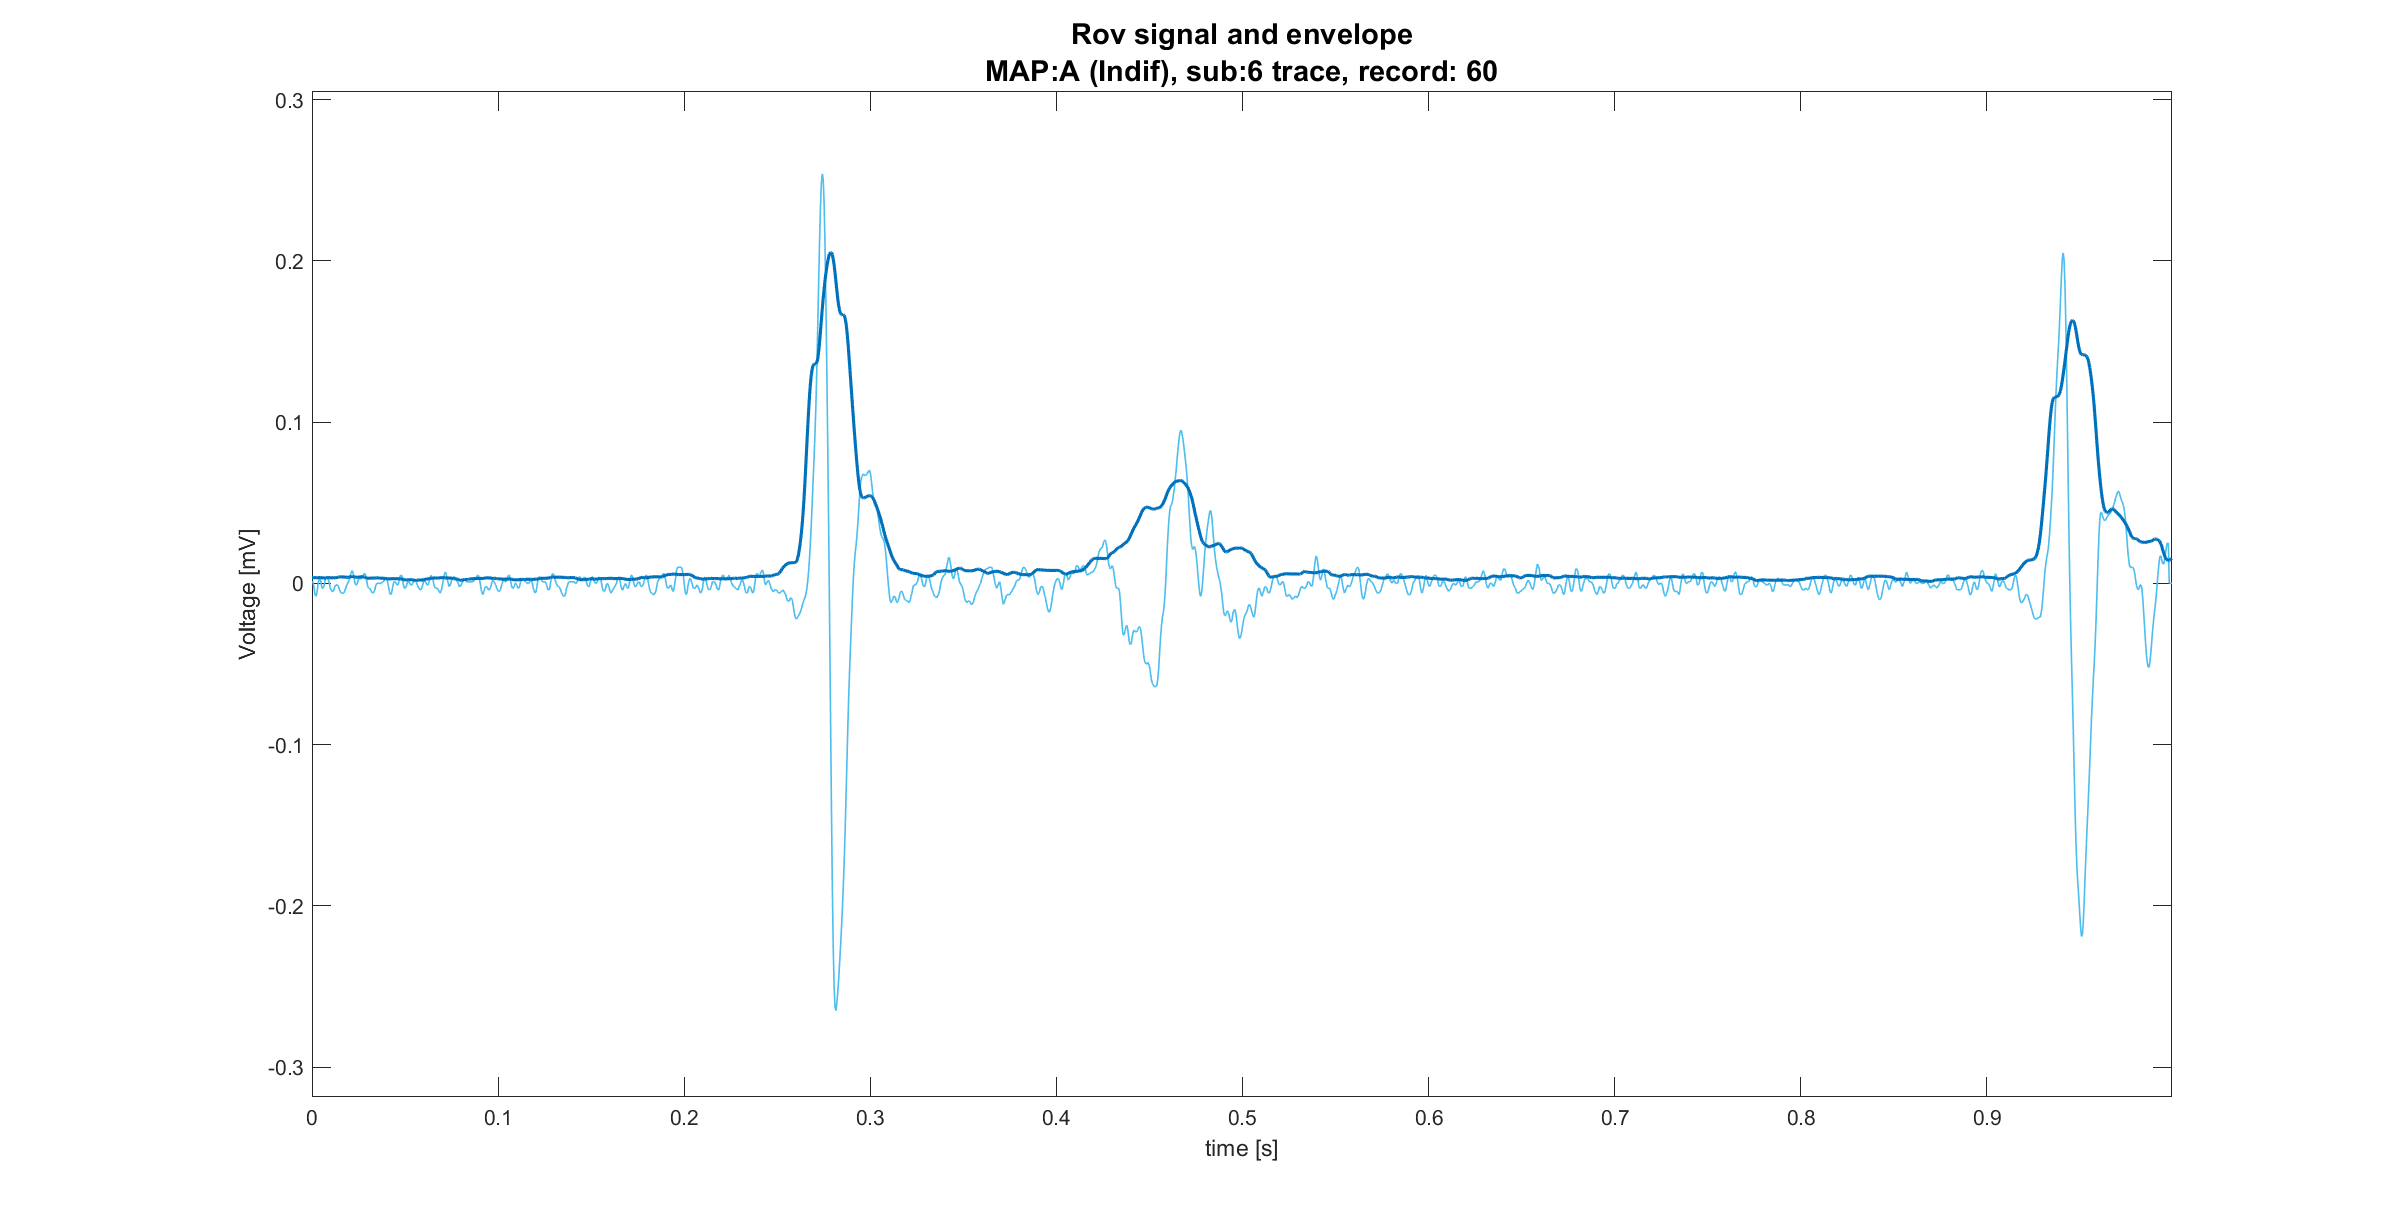 Rov signal and envelope
MAP:A (Indif), sub:6 trace, record: 60
0.3
0.2
0.1
0
-0.1
-0.2
-0.3
Voltage [mV]
0 0.1 0.2 0.3 0.4 0.5 0.6 0.7 0.8 0.9
time [s]